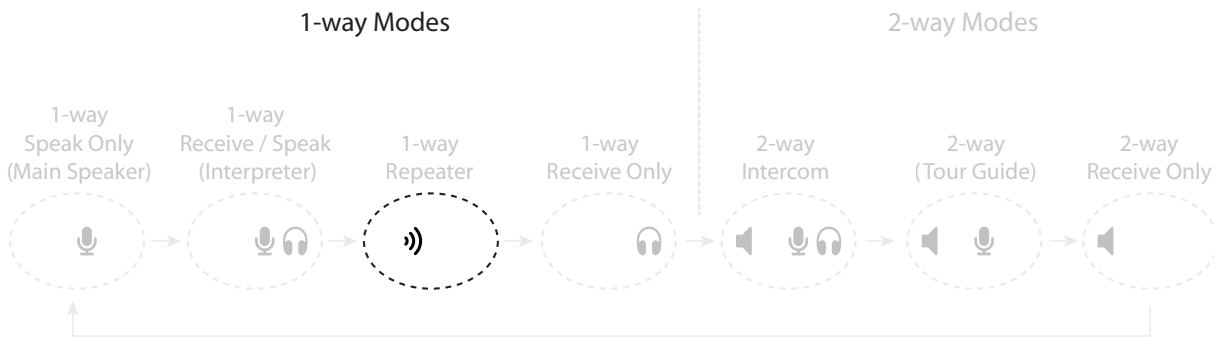 1-way Modes
2-way Modes
1-way
Speak Only
(Main Speaker)
1-way
Receive / Speak
(Interpreter)
1-way
Repeater
1-way
Receive Only
2-way
Intercom
2-way
(Tour Guide)
2-way
Receive Only